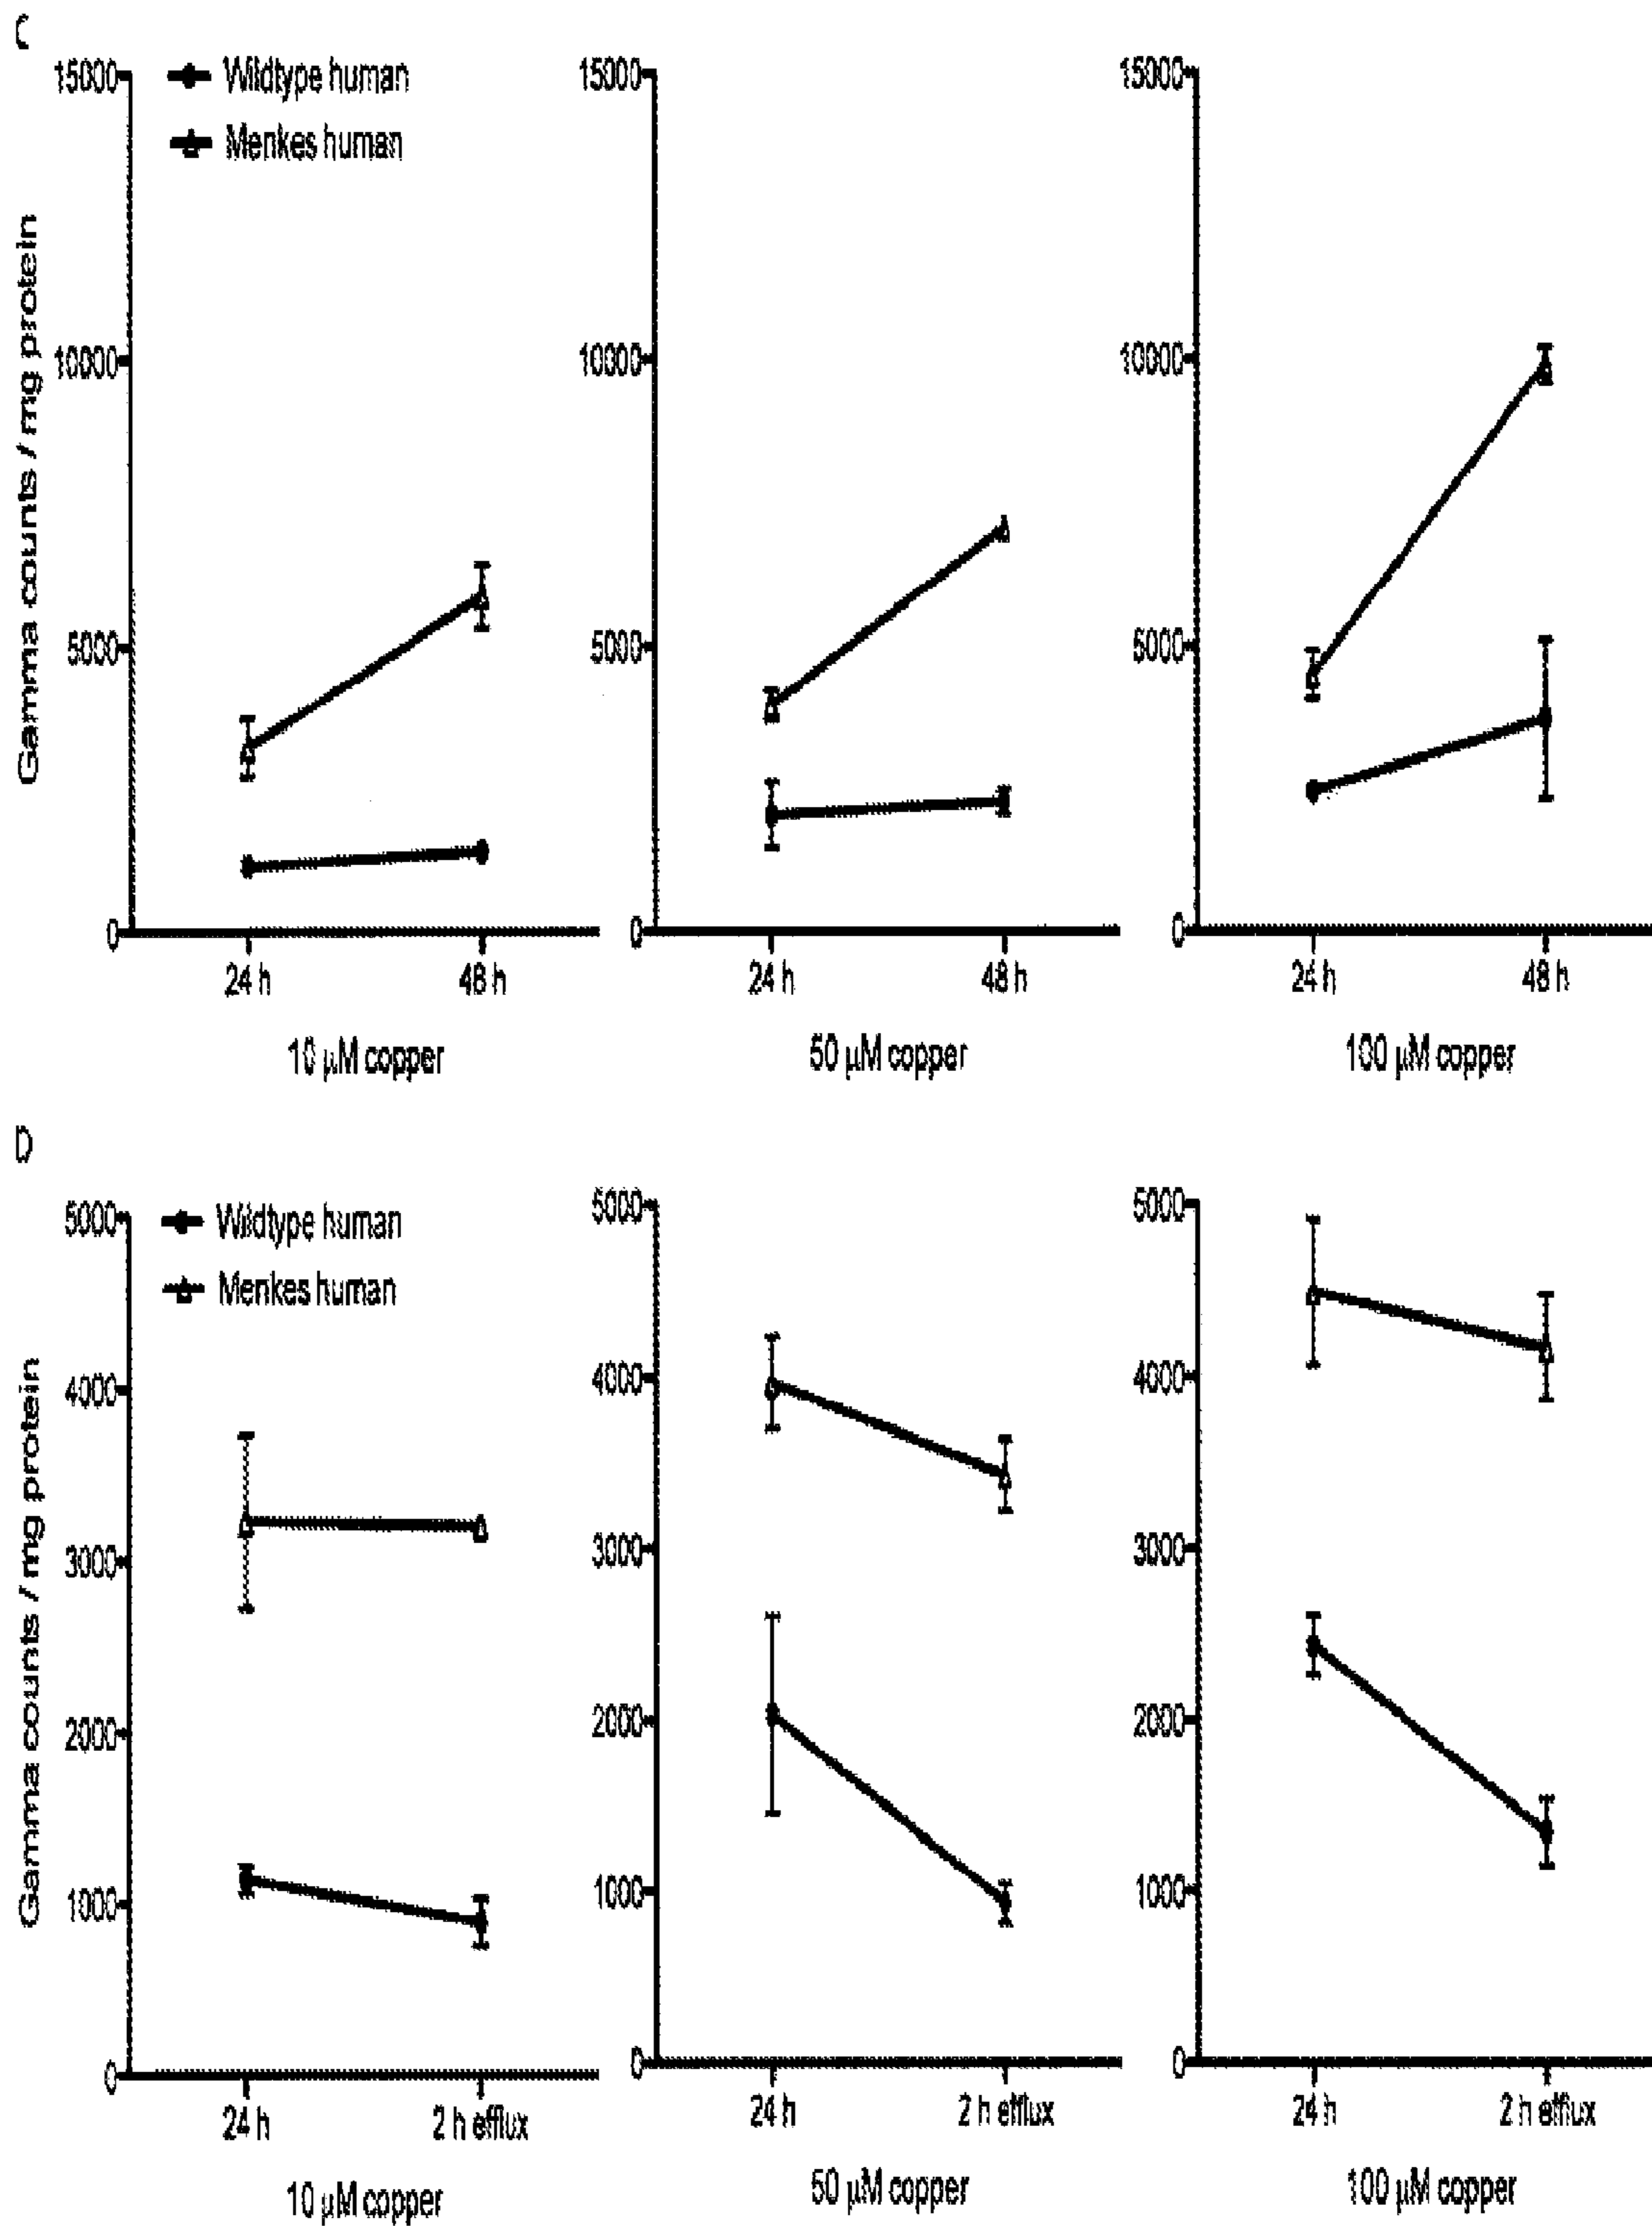 C
Wildtype human
Menkes human
Gamma counts / mg protein
15000
10000
5000
0
24 h
48 h
10 µM copper
15000
10000
5000
0
24 h
48 h
50 µM copper
15000
10000
5000
0
24 h
48 h
100 µM copper
D
Wildtype human
Menkes human
Gamma counts / mg protein
5000
4000
3000
2000
1000
0
24 h
2 h efflux
10 µM copper
5000
4000
3000
2000
1000
0
24 h
2 h efflux
50 µM copper
5000
4000
3000
2000
1000
0
24 h
2 h efflux
100 µM copper